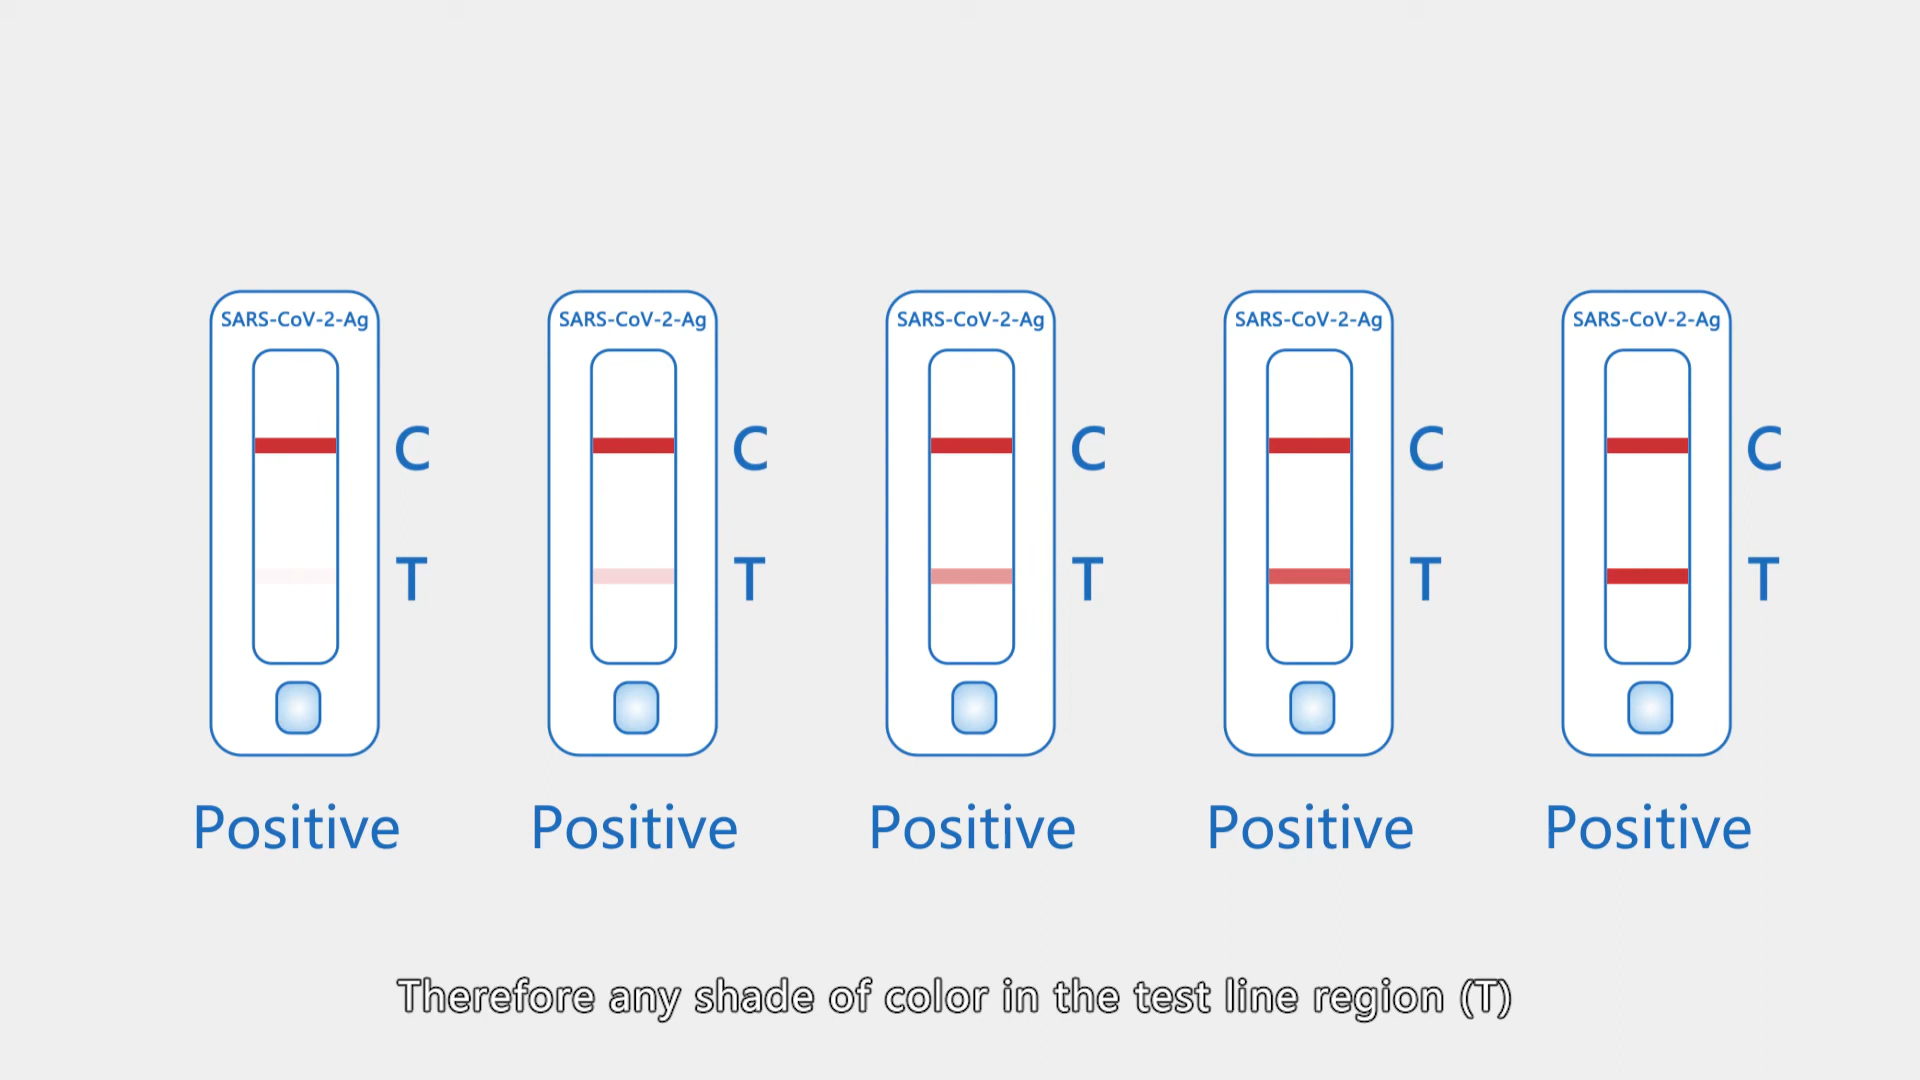 SARS-CoV-2-Ag SARS-CoV-2-Ag SARS-CoV-2-Ag SARS-CoV-2-Ag SARS-CoV-2-Ag
C C C C C
T T T T T
Positive Positive Positive Positive Positive
Therefore any shade of color in the test line region (T)